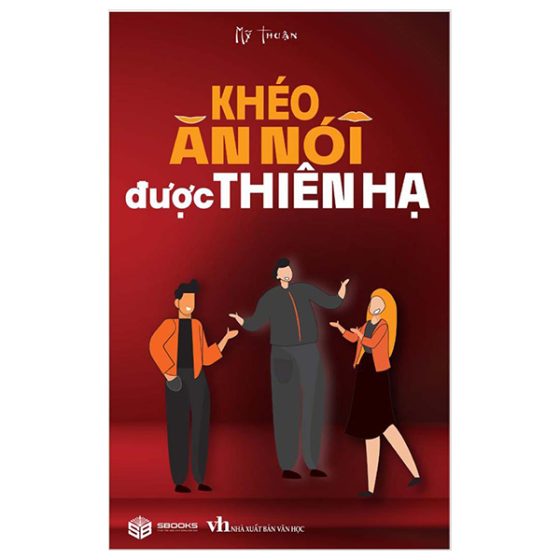 Mỹ Thuận
KHÉO
ĂN NÓI
được THIÊN HẠ
SBOOKS
vh. NHÀ XUẤT BẢN VĂN HỌC